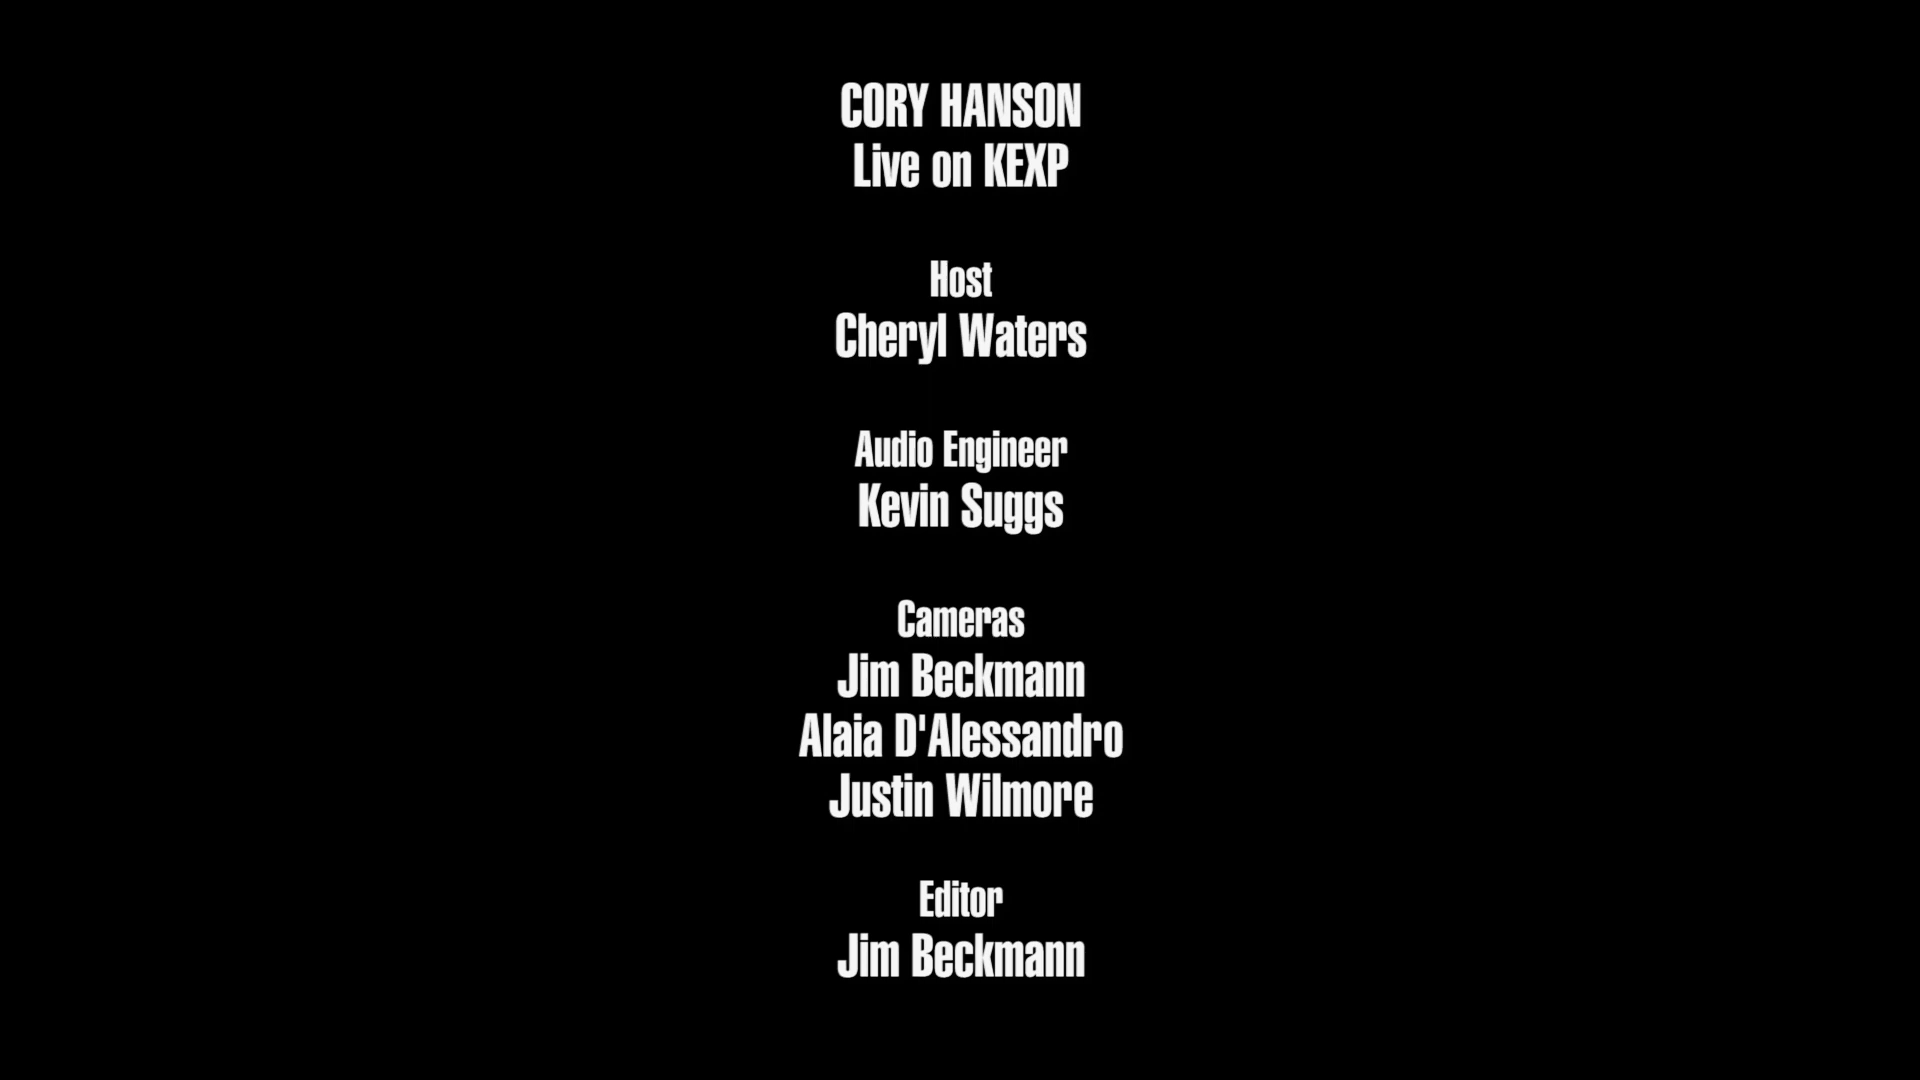 CORY HANSON
Live on KEXP
Host
Cheryl Waters
Audio Engineer
Kevin Suggs
Cameras
Jim Beckmann
Alaia D'Alessandro
Justin Wilmore
Editor
Jim Beckmann